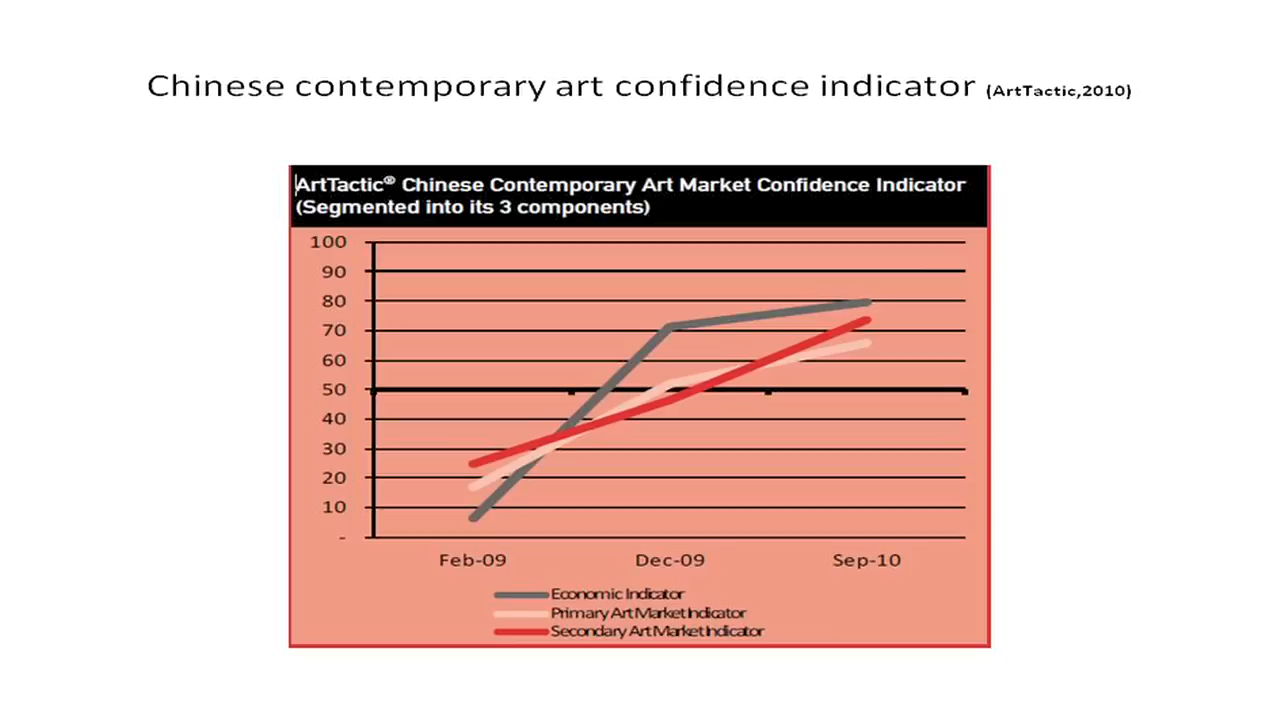 Chinese contemporary art confidence indicator (ArtTactic,2010)
ArtTactic® Chinese Contemporary Art Market Confidence Indicator
(Segmented into its 3 components)
100
90
80
70
60
50
40
30
20
10
-
Feb-09 Dec-09 Sep-10
Economic Indicator
Primary Art Market Indicator
Secondary Art Market Indicator